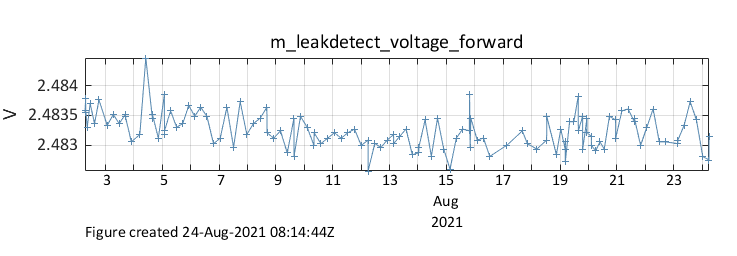 m_leakdetect_voltage_forward
2.484
2.4835
2.483
V
3 5 7 9 11 13 15 17 19 21 23
Aug
2021
Figure created 24-Aug-2021 08:14:44Z